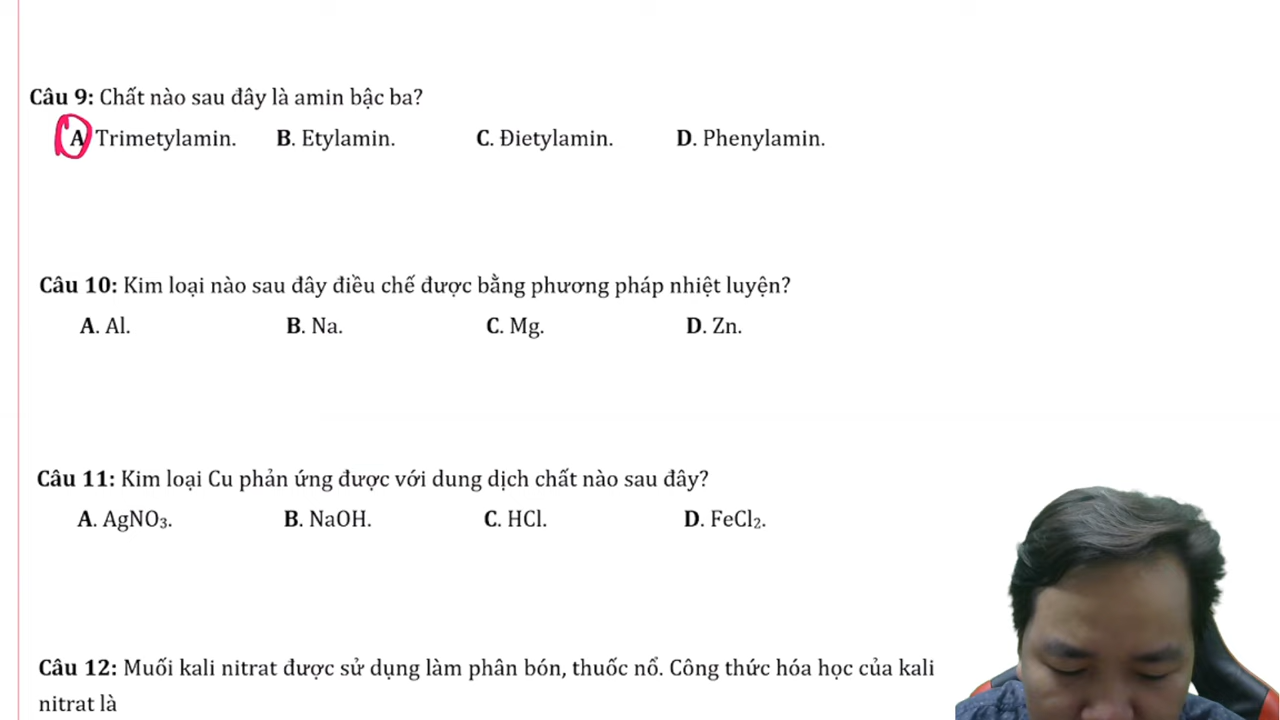 Câu 9: Chất nào sau đây là amin bậc ba?
A Trimetylamin. B. Etylamin. C. Đietylamin. D. Phenylamin.
Câu 10: Kim loại nào sau đây điều chế được bằng phương pháp nhiệt luyện?
A. Al. B. Na. C. Mg. D. Zn.
Câu 11: Kim loại Cu phản ứng được với dung dịch chất nào sau đây?
A. AgNO₃. B. NaOH. C. HCl. D. FeCl₂.
Câu 12: Muối kali nitrat được sử dụng làm phân bón, thuốc nổ. Công thức hóa học của kali
nitrat là